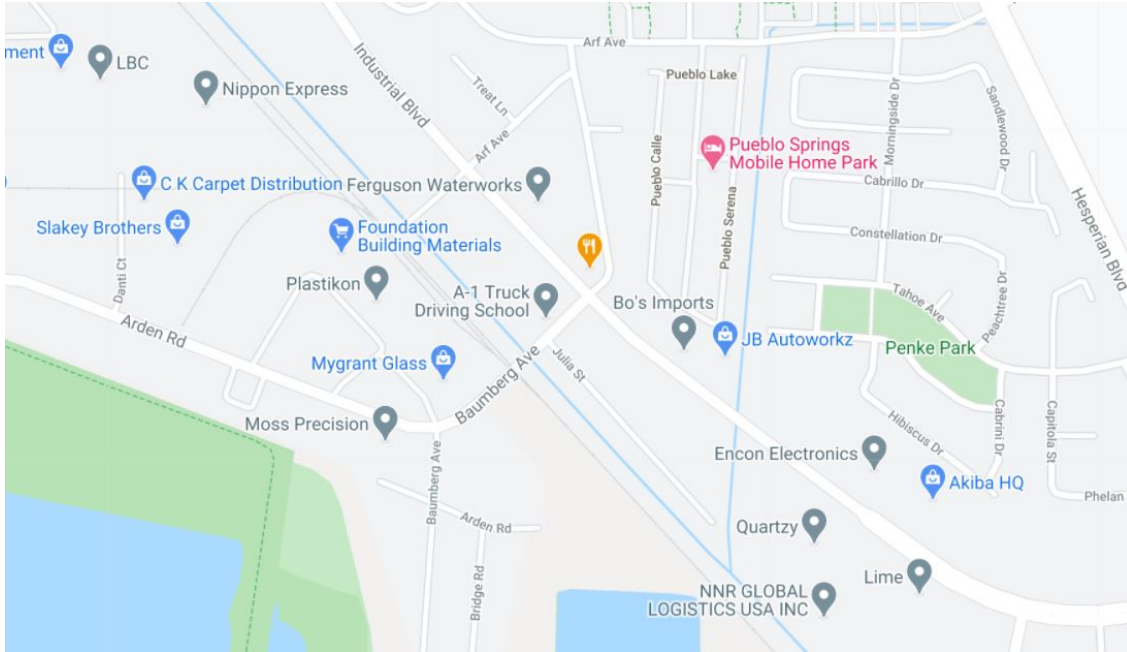 Arf Ave
ment
LBC
Industrial Blvd
Pueblo Lake
Nippon Express
Treat Ln
Morningside Dr
Sandlewood Dr
Arf Ave
Pueblo Calle
Pueblo Springs
Mobile Home Park
C K Carpet Distribution
Ferguson Waterworks
Cabrillo Dr
Hesperian Blvd
Slakey Brothers
Foundation
Building Materials
Pueblo Serena
Constellation Dr
Danti Ct
Plastikon
A-1 Truck
Driving School
Bo's Imports
Tahoe Ave
Peachtree Dr
Arden Rd
JB Autoworkz
Penke Park
Mygrant Glass
Baumberg Ave
Julia St
Moss Precision
Hibiscus Dr
Cabrini Dr
Capitola St
Encon Electronics
Baumberg Ave
Akiba HQ
Phelan
Arden Rd
Quartzy
Bridge Rd
Lime
NNR GLOBAL
LOGISTICS USA INC